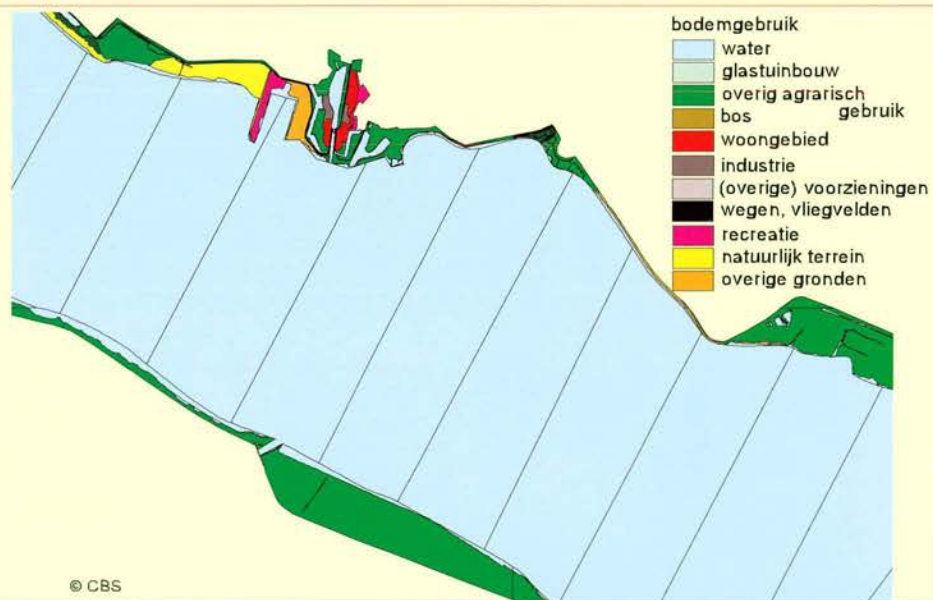 bodemgebruik
water
glastuinbouw
overig agrarisch
gebruik
bos
woongebied
industrie
(overige) voorzieningen
wegen, vliegvelden
recreatie
natuurlijk terrein
overige gronden
© CBS